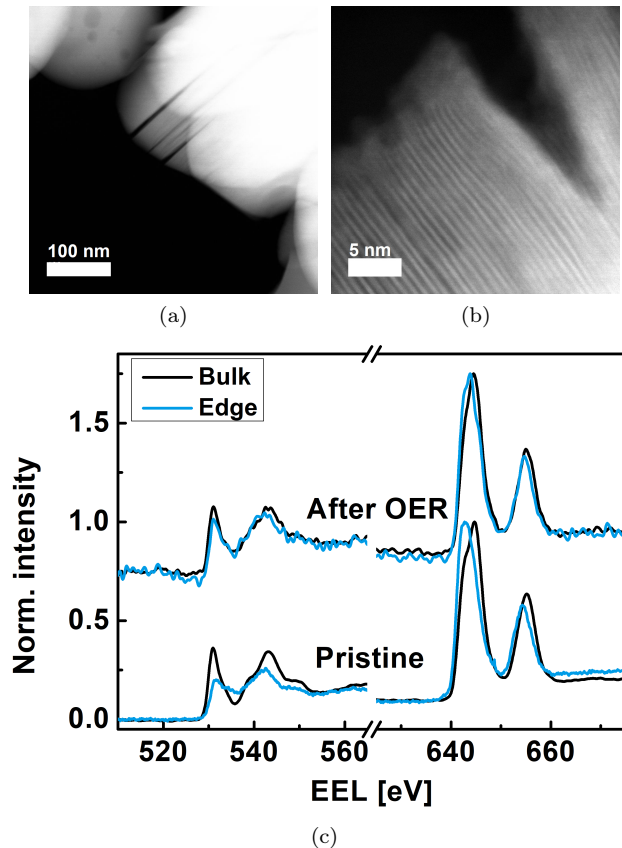 100 nm
5 nm
(a)
(b)
Bulk
Edge
1.5
After OER
1.0
0.5
Pristine
0.0
520 540 560 640 660
Norm. intensity
EEL [eV]
(c)